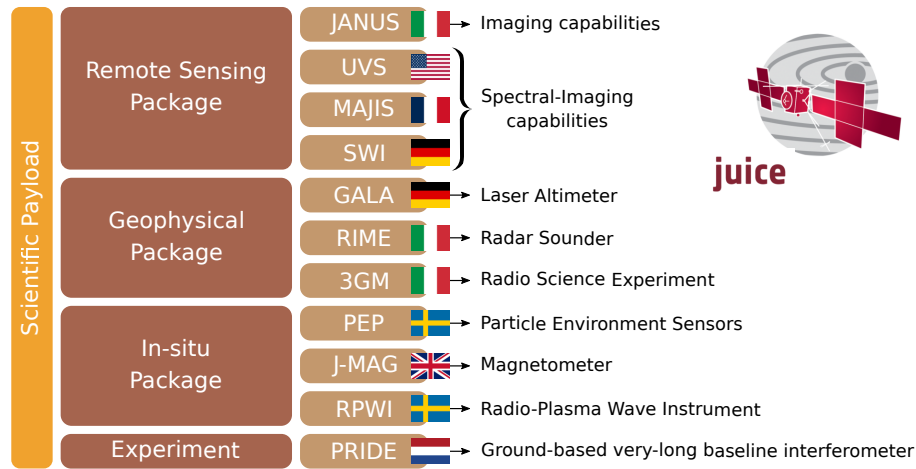 Scientific Payload
Remote Sensing
Package
JANUS
Imaging capabilities
UVS
MAJIS
SWI
Spectral-Imaging
capabilities
juice
Geophysical
Package
GALA
Laser Altimeter
RIME
Radar Sounder
3GM
Radio Science Experiment
In-situ
Package
PEP
Particle Environment Sensors
J-MAG
Magnetometer
RPWI
Radio-Plasma Wave Instrument
Experiment
PRIDE
Ground-based very-long baseline interferometer